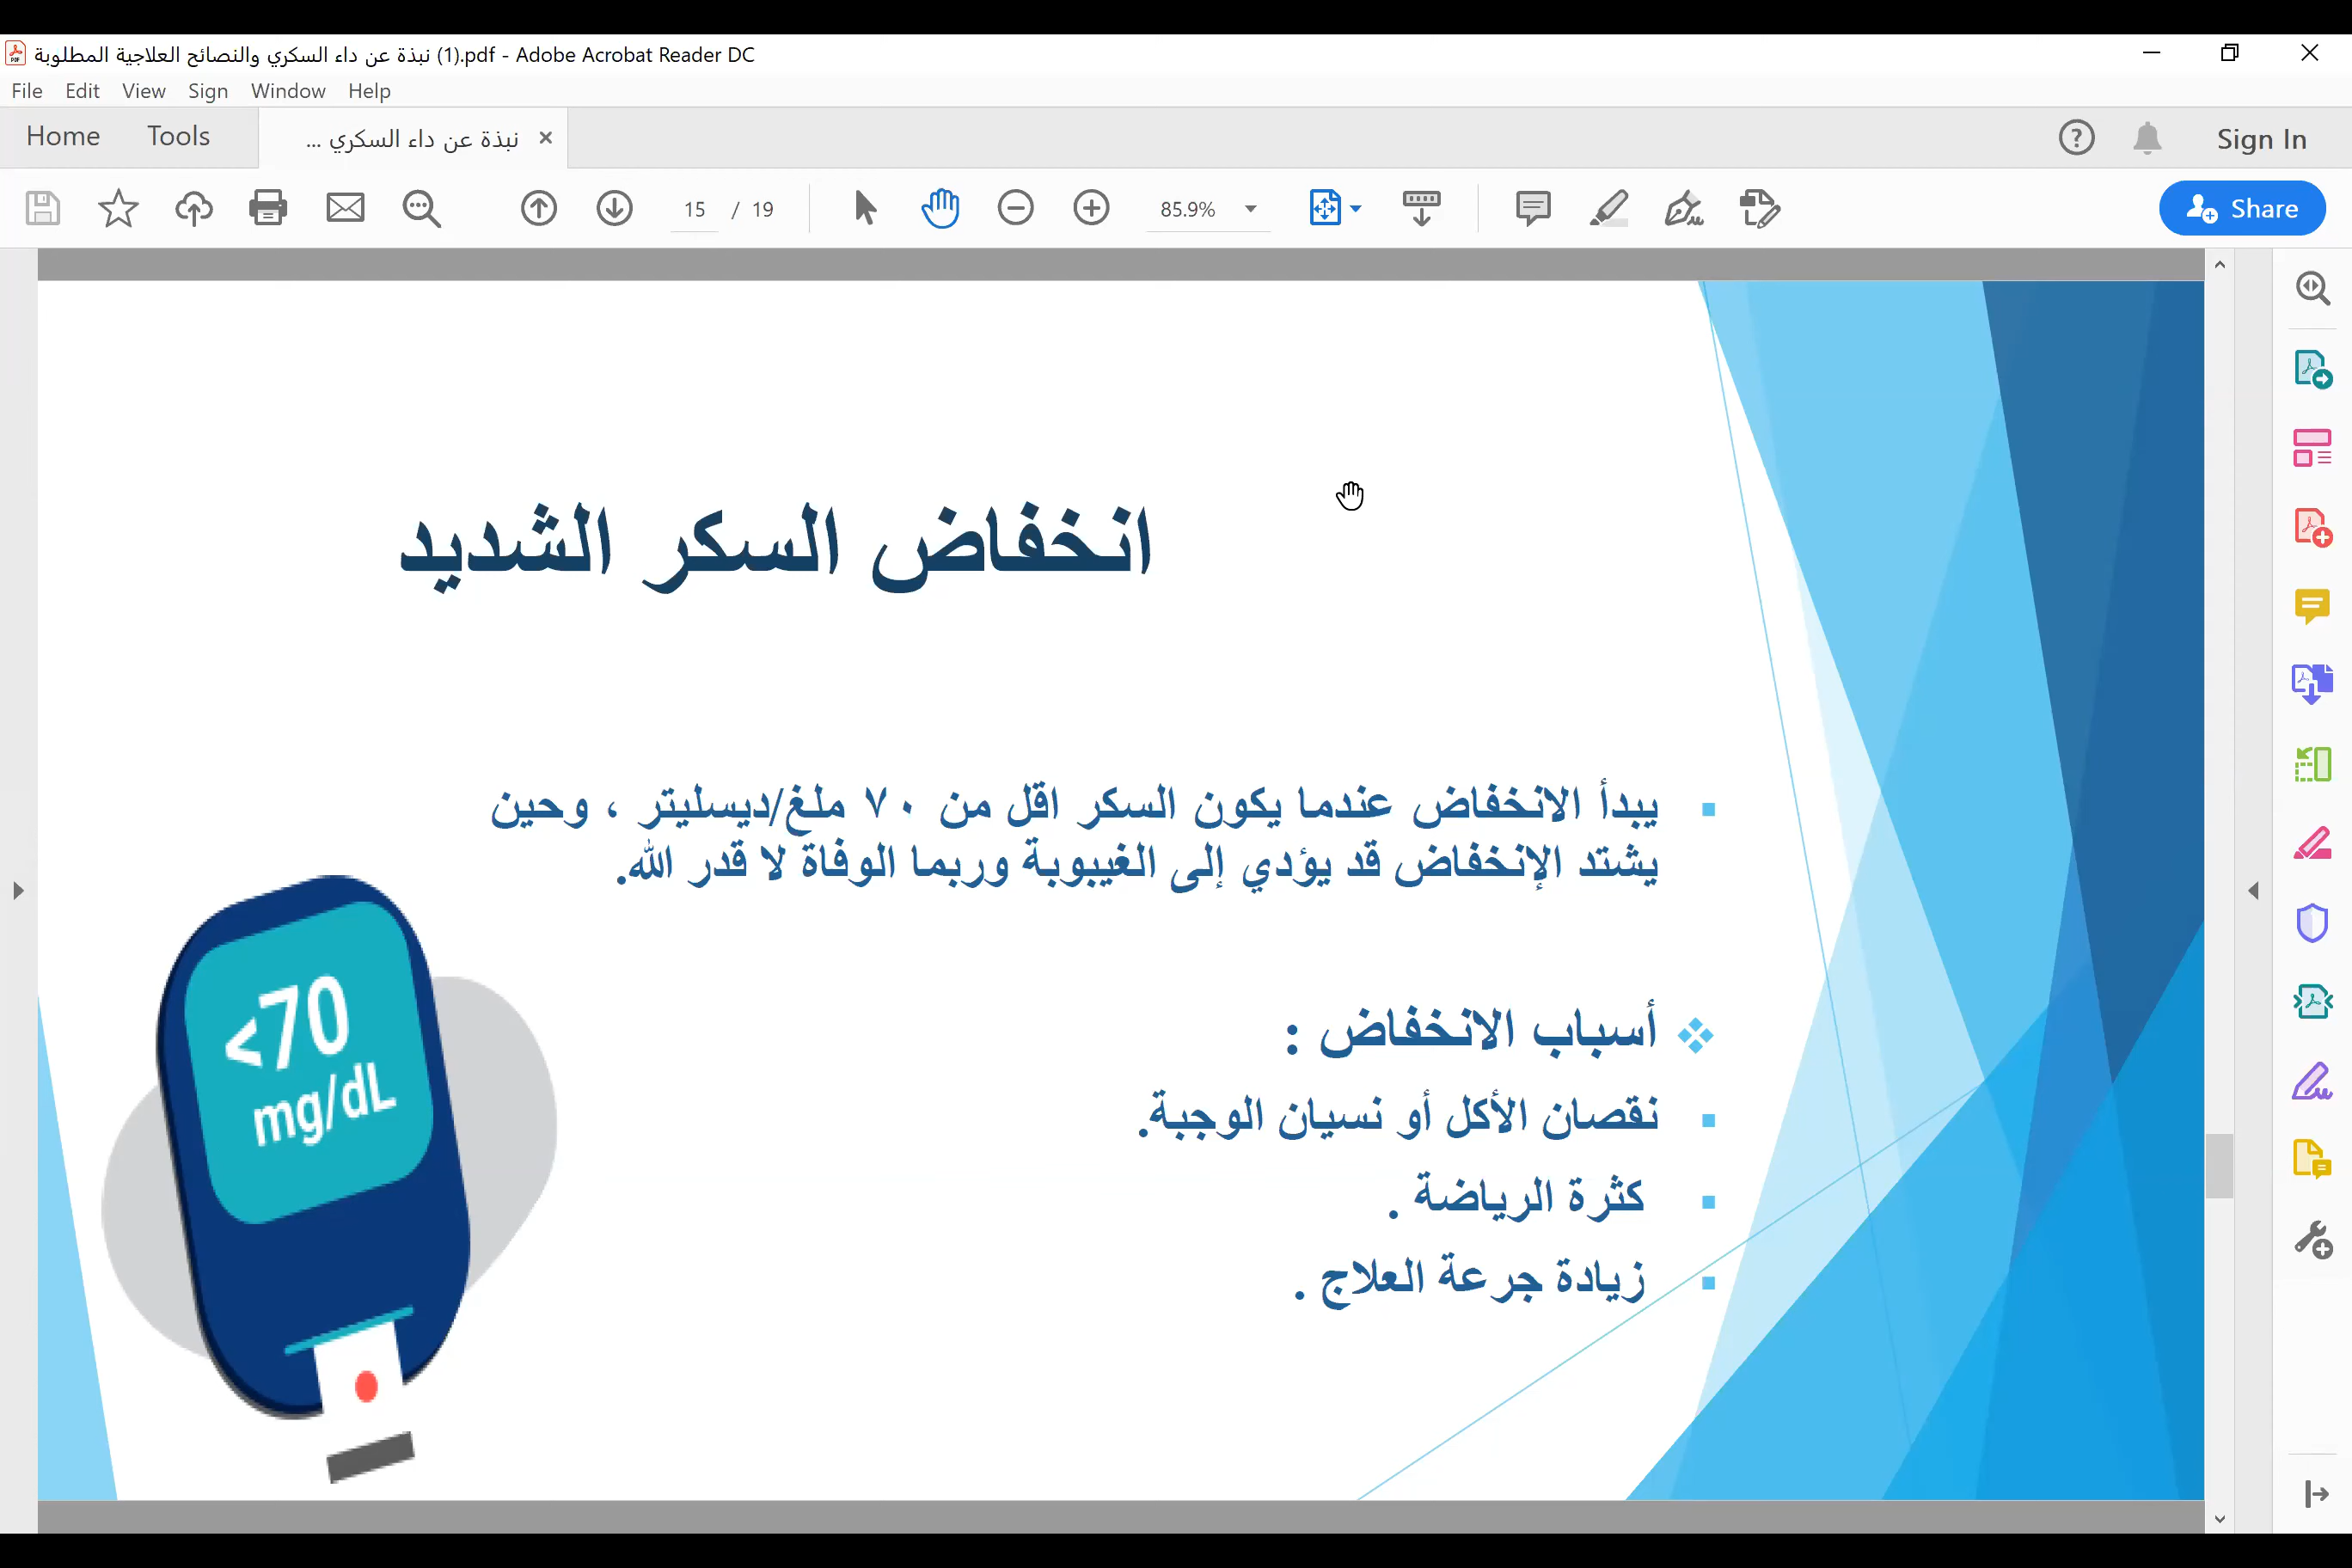 نبذة عن داء السكري والنصائح العلاجية المطلوبة (1).pdf - Adobe Acrobat Reader DC
File Edit View Sign Window Help
Home Tools نبذة عن داء السكري ... Sign In
15 / 19 85.9% Share
انخفاض السكر الشديد
يبدأ الانخفاض عندما يكون السكر اقل من ٧٠ ملغ/ديسليتر ، وحين
يشتد الإنخفاض قد يؤدي إلى الغيبوبة وربما الوفاة لا قدر الله.
أسباب الانخفاض :
نقصان الأكل أو نسيان الوجبة.
كثرة الرياضة .
زيادة جرعة العلاج .
<70
mg/dL